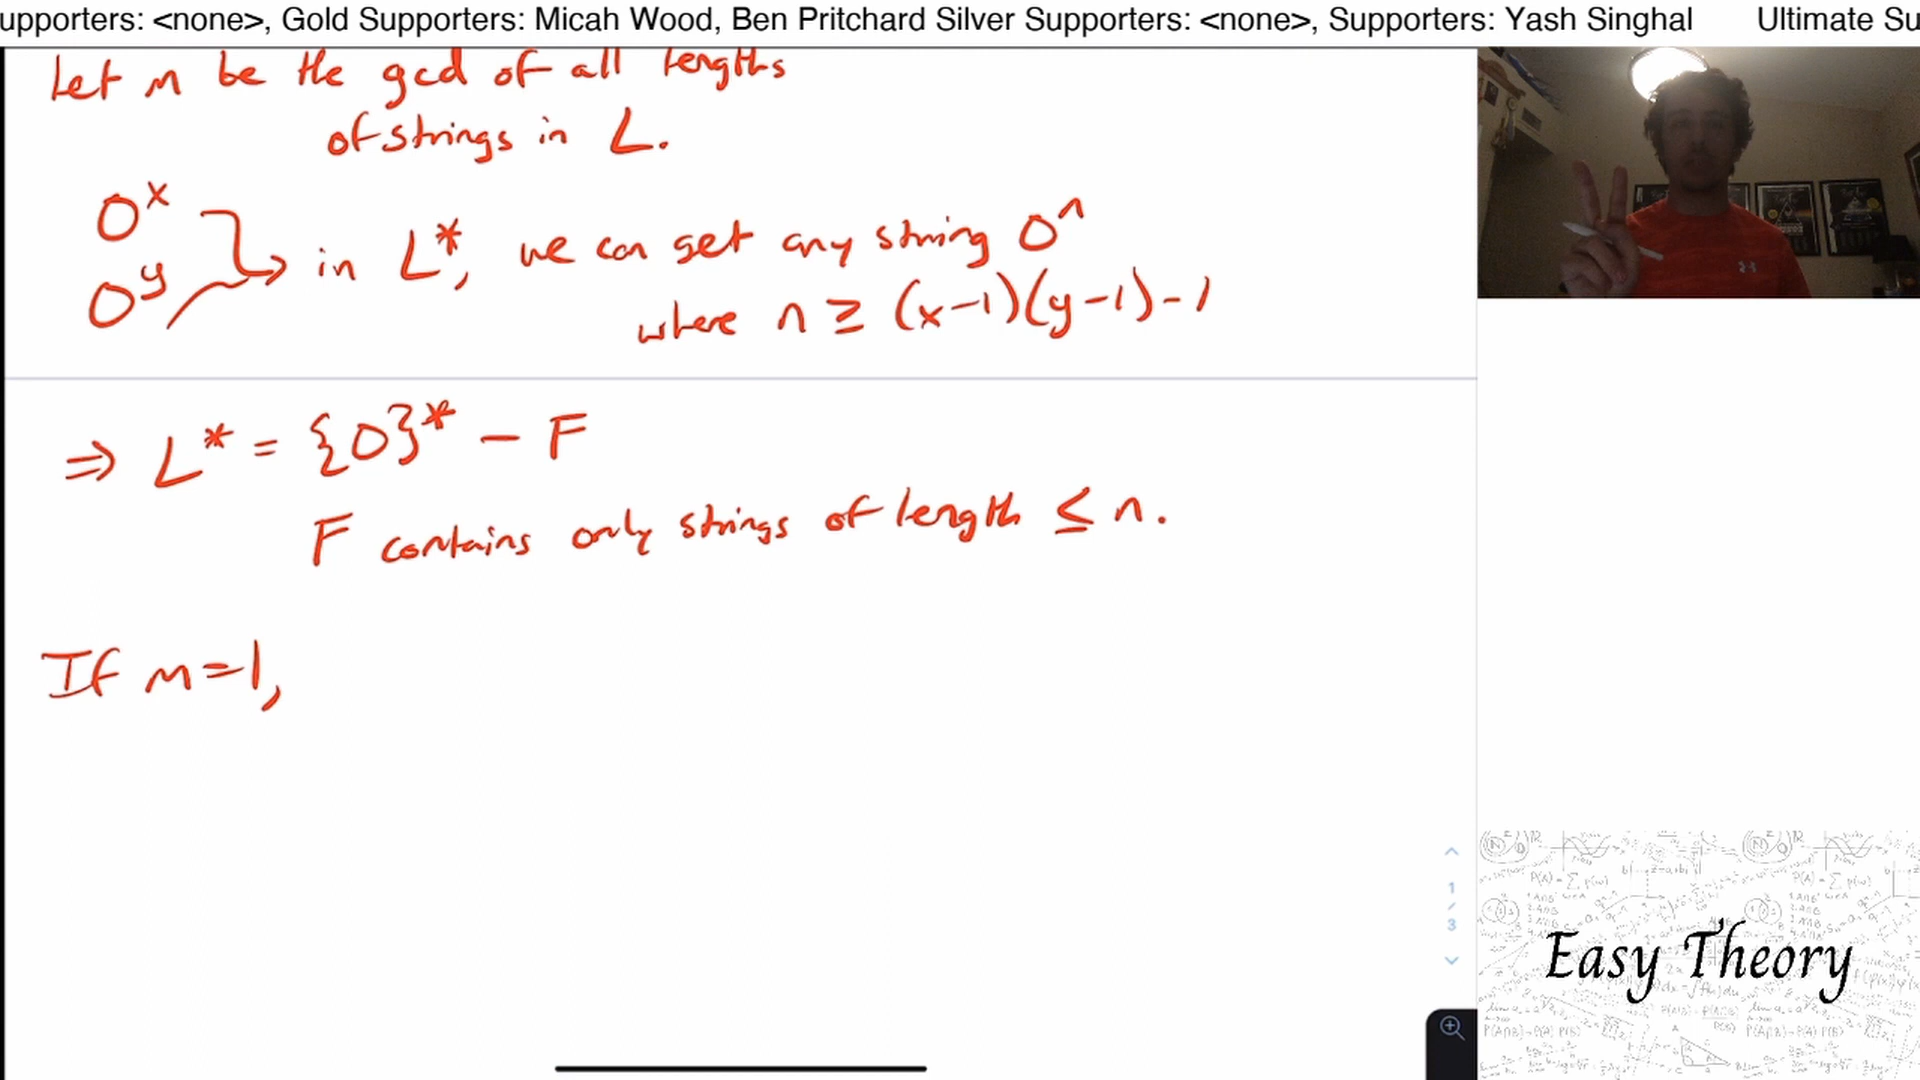 upporters: <none>, Gold Supporters: Micah Wood, Ben Pritchard Silver Supporters: <none>, Supporters: Yash Singhal Ultimate Su
Let m be the gcd of all lengths
of strings in L.
0^x
0^y
in L*, we can get any string 0^n
where n ≥ (x-1)(y-1)-1
⇒ L* = {0}* - F
F contains only strings of length ≤ n.
If m=1,
1
/
3
Easy Theory